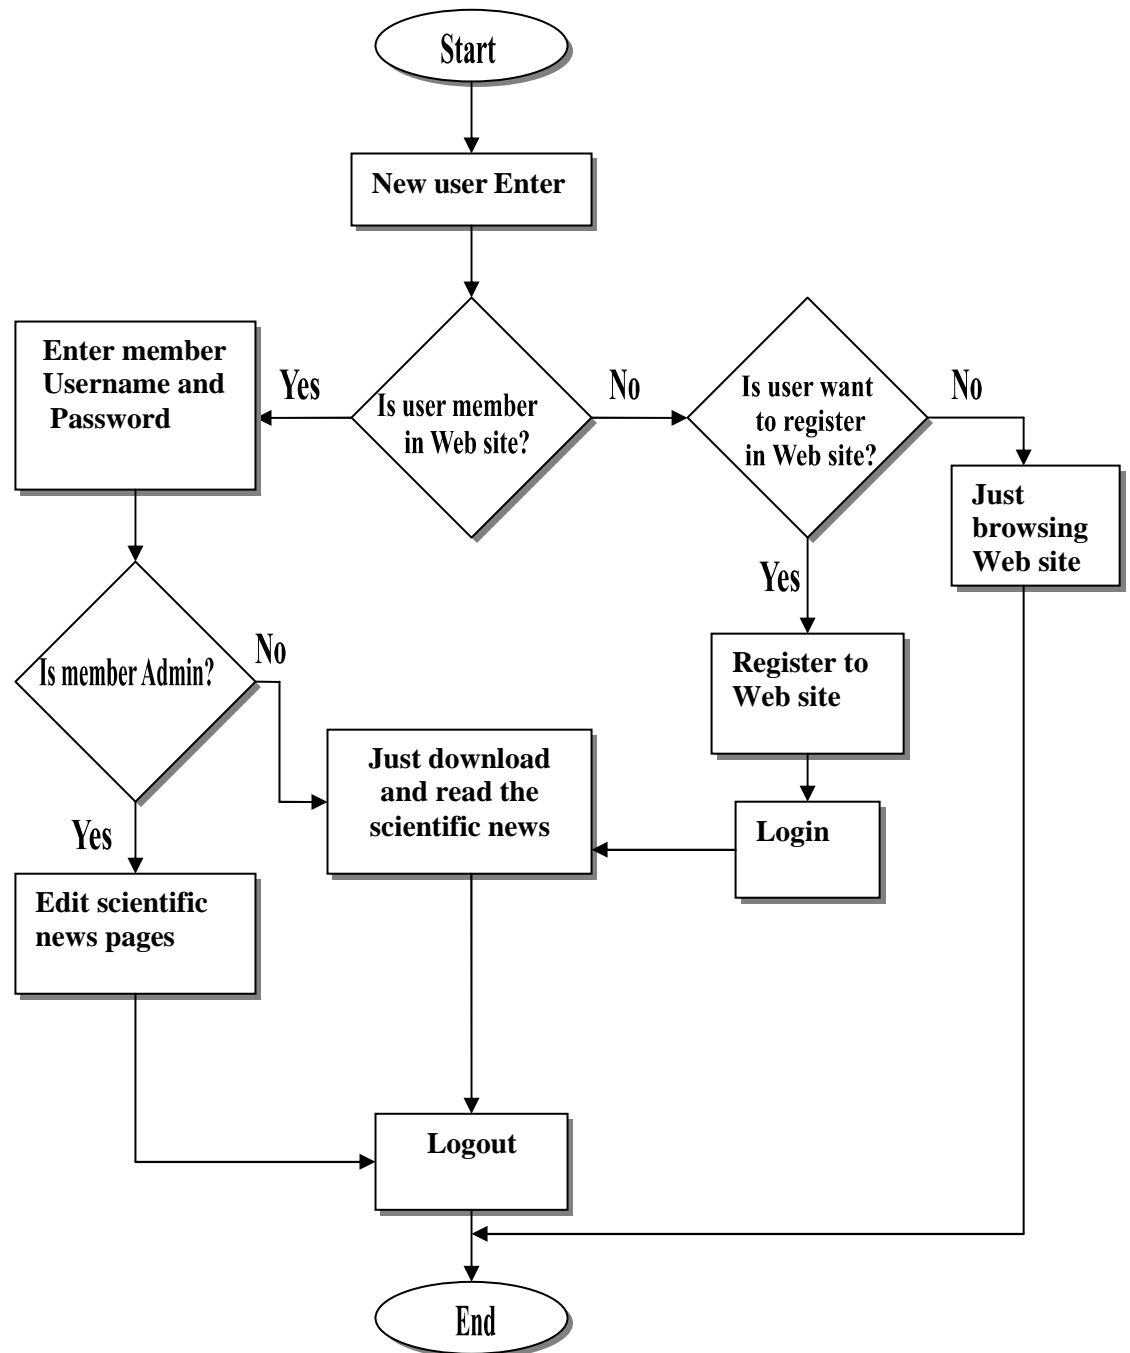 Start
New user Enter
Enter member
Username and
Password
Yes
Is user member
in Web site?
No
Is user want
to register
in Web site?
No
Just
browsing
Web site
Yes
Is member Admin?
No
Register to
Web site
Just download
and read the
scientific news
Login
Yes
Edit scientific
news pages
Logout
End